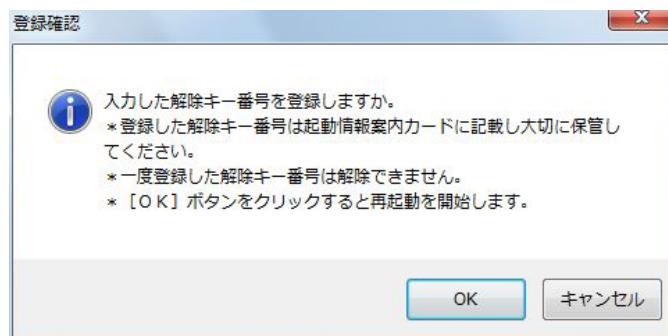 登録確認
入力した解除キー番号を登録しますか。
＊登録した解除キー番号は起動情報案内カードに記載し大切に保管し
てください。
＊一度登録した解除キー番号は解除できません。
＊［ＯＫ］ボタンをクリックすると再起動を開始します。
OK
キャンセル